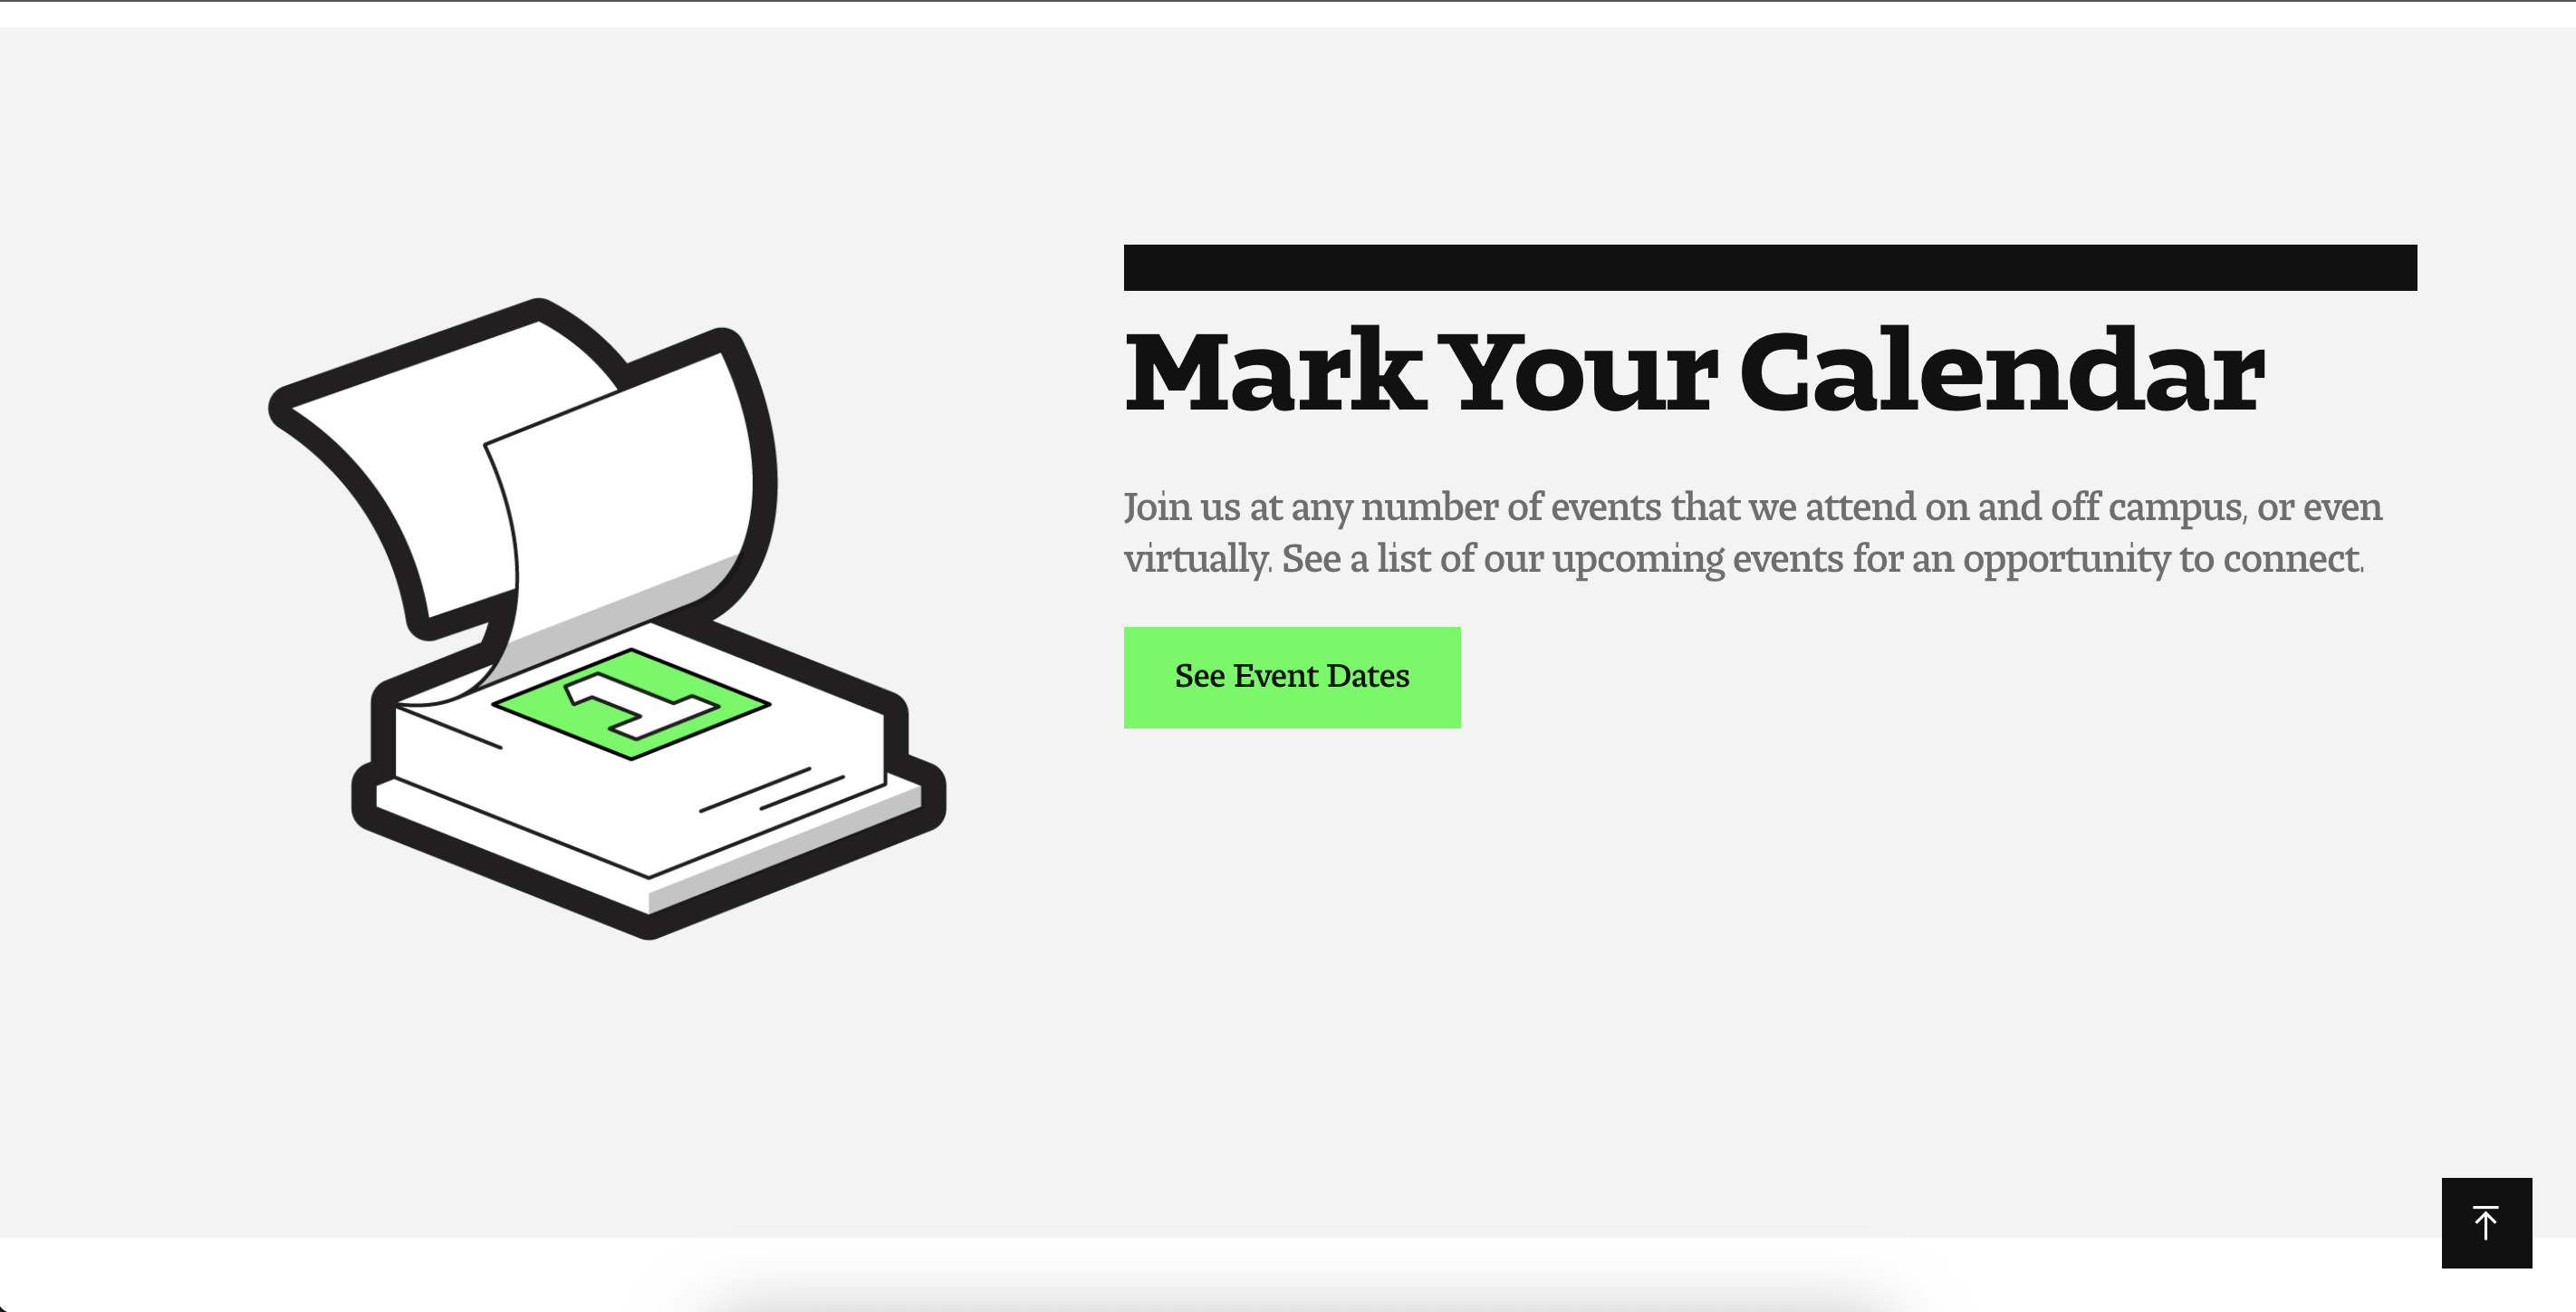 Mark Your Calendar
Join us at any number of events that we attend on and off campus, or even
virtually. See a list of our upcoming events for an opportunity to connect.
See Event Dates
1